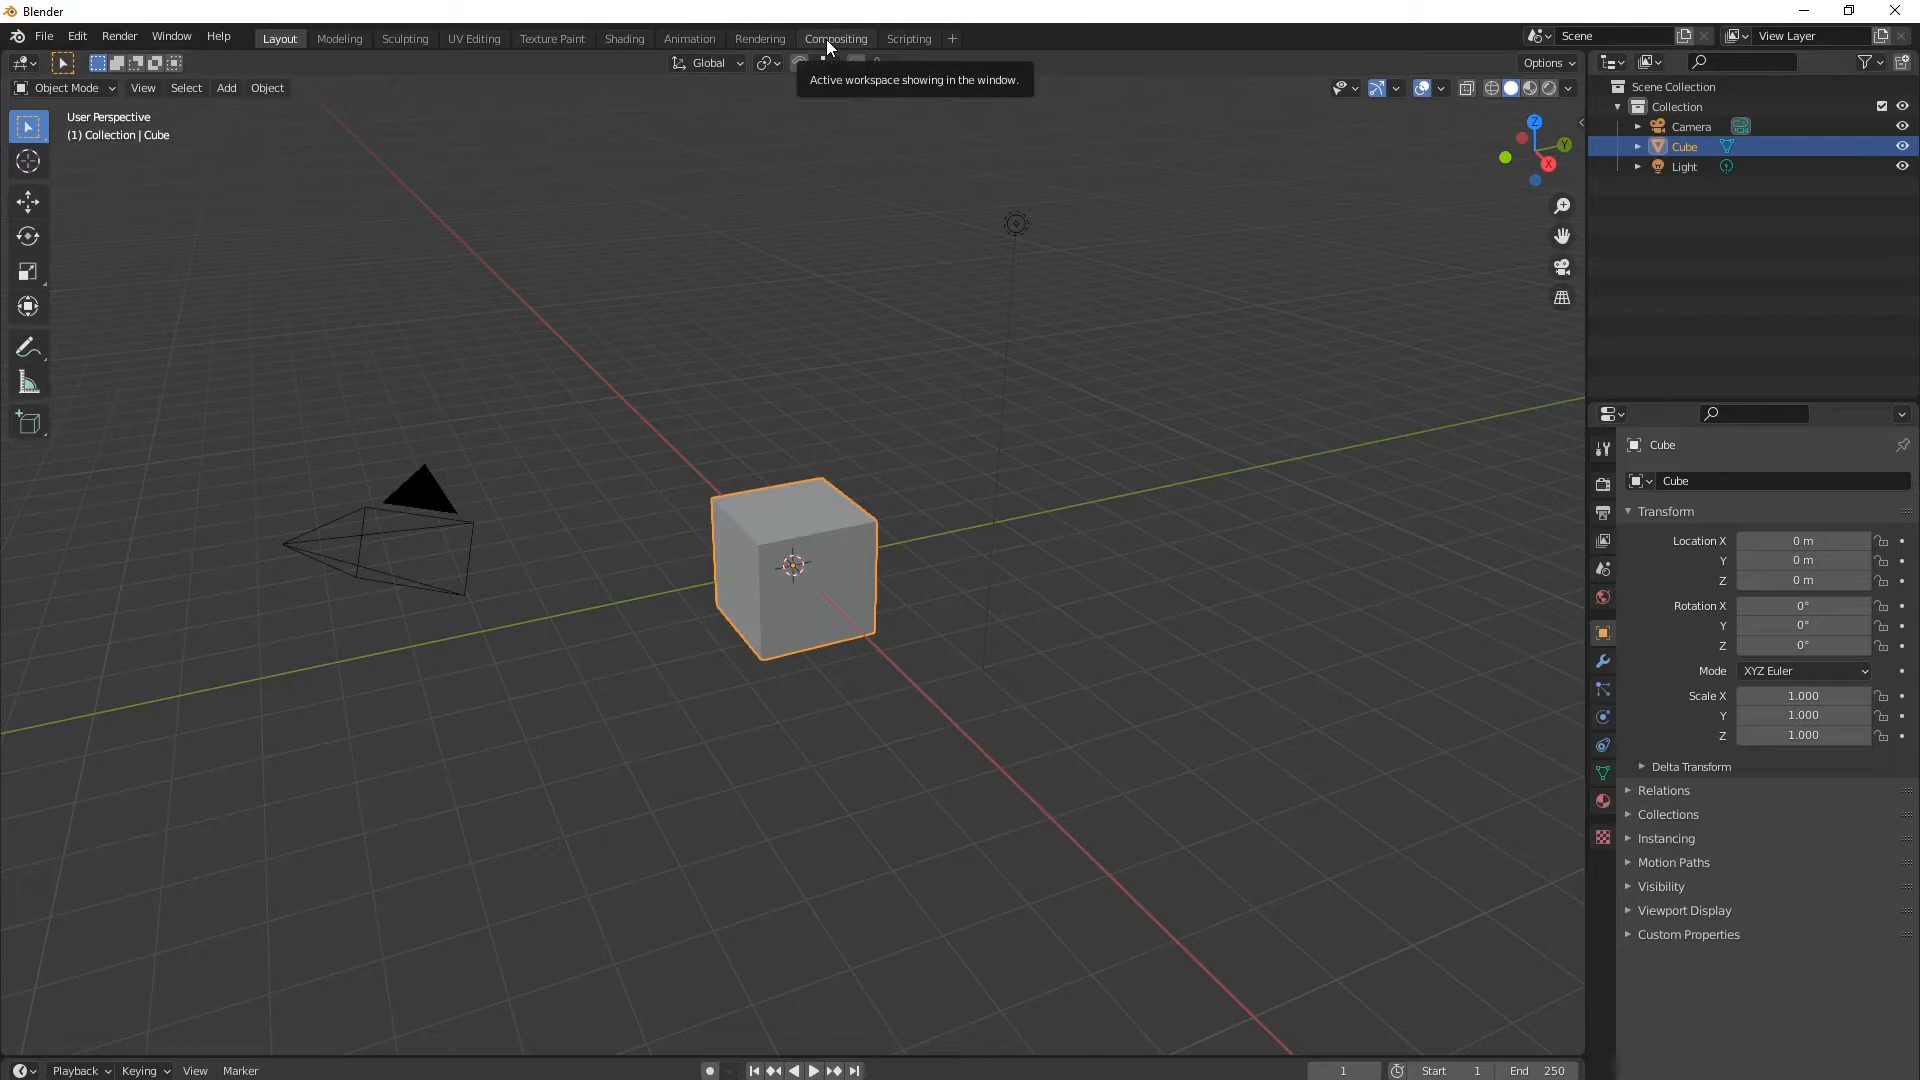 Blender
File Edit Render Window Help Layout Modeling Sculpting UV Editing Texture Paint Shading Animation Rendering Compositing Scripting + Scene View Layer
Global Options
Active workspace showing in the window.
Object Mode View Select Add Object
User Perspective
(1) Collection | Cube
Z
Y
X
Scene Collection
Collection
Camera
Cube
Light
Cube
Cube
Transform
Location X 0 m
Y 0 m
Z 0 m
Rotation X 0°
Y 0°
Z 0°
Mode XYZ Euler
Scale X 1.000
Y 1.000
Z 1.000
Delta Transform
Relations
Collections
Instancing
Motion Paths
Visibility
Viewport Display
Custom Properties
Playback Keying View Marker 1 Start 1 End 250